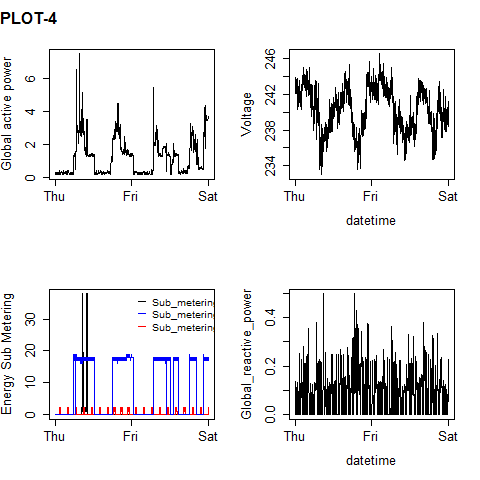 PLOT-4
Global active power
0 2 4 6
Thu Fri Sat
Voltage
234 238 242 246
Thu Fri Sat
datetime
Energy Sub Metering
0 10 20 30
Sub_metering
Sub_metering
Sub_metering
Thu Fri Sat
Global_reactive_power
0.0 0.2 0.4
Thu Fri Sat
datetime